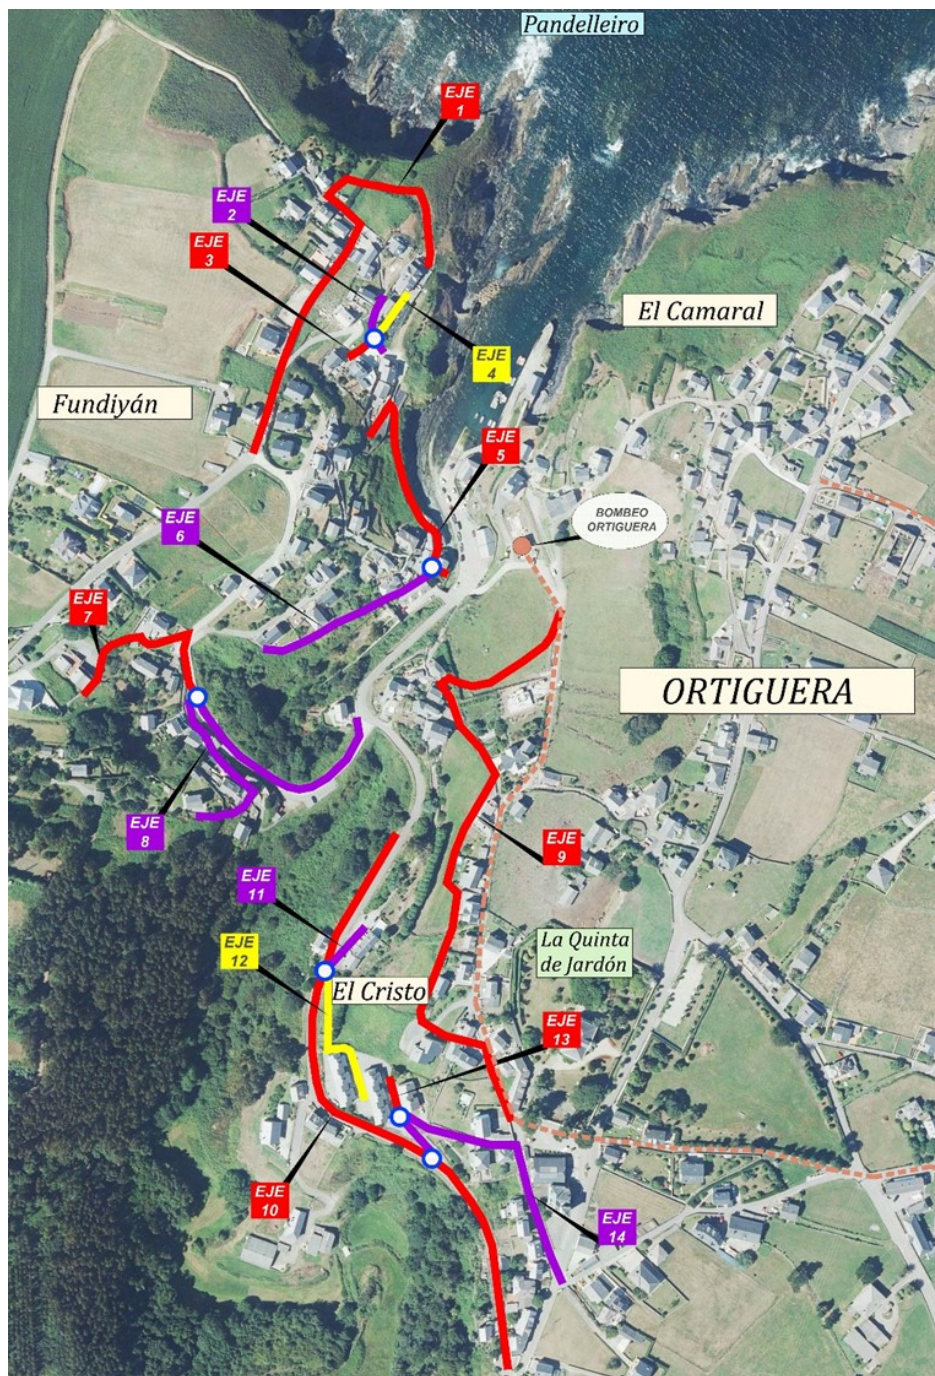 Pandelleiro
EJE
1
EJE
2
EJE
3
El Camaral
EJE
4
Fundiyán
EJE
5
BOMBEO
ORTIGUERA
EJE
6
EJE
7
ORTIGUERA
EJE
8
EJE
9
EJE
11
EJE
12
La Quinta
de Jardón
El Cristo
EJE
13
EJE
10
EJE
14